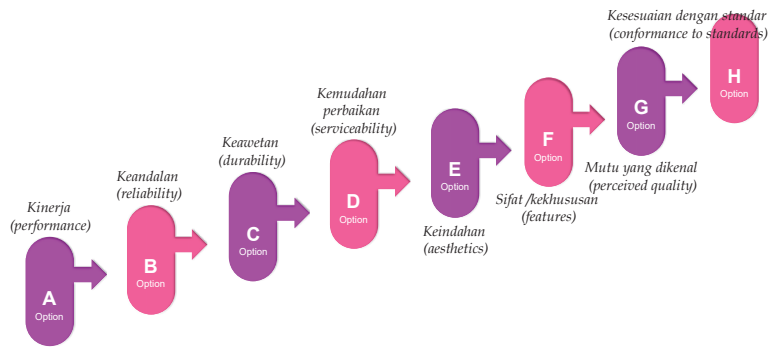 Kinerja
(performance)
A
Option
Keandalan
(reliability)
B
Option
Keawetan
(durability)
C
Option
Kemudahan
perbaikan
(serviceability)
D
Option
E
Option
Keindahan
(aesthetics)
F
Option
Sifat /kekhususan
(features)
G
Option
Mutu yang dikenal
(perceived quality)
Kesesuaian dengan standar
(conformance to standards)
H
Option